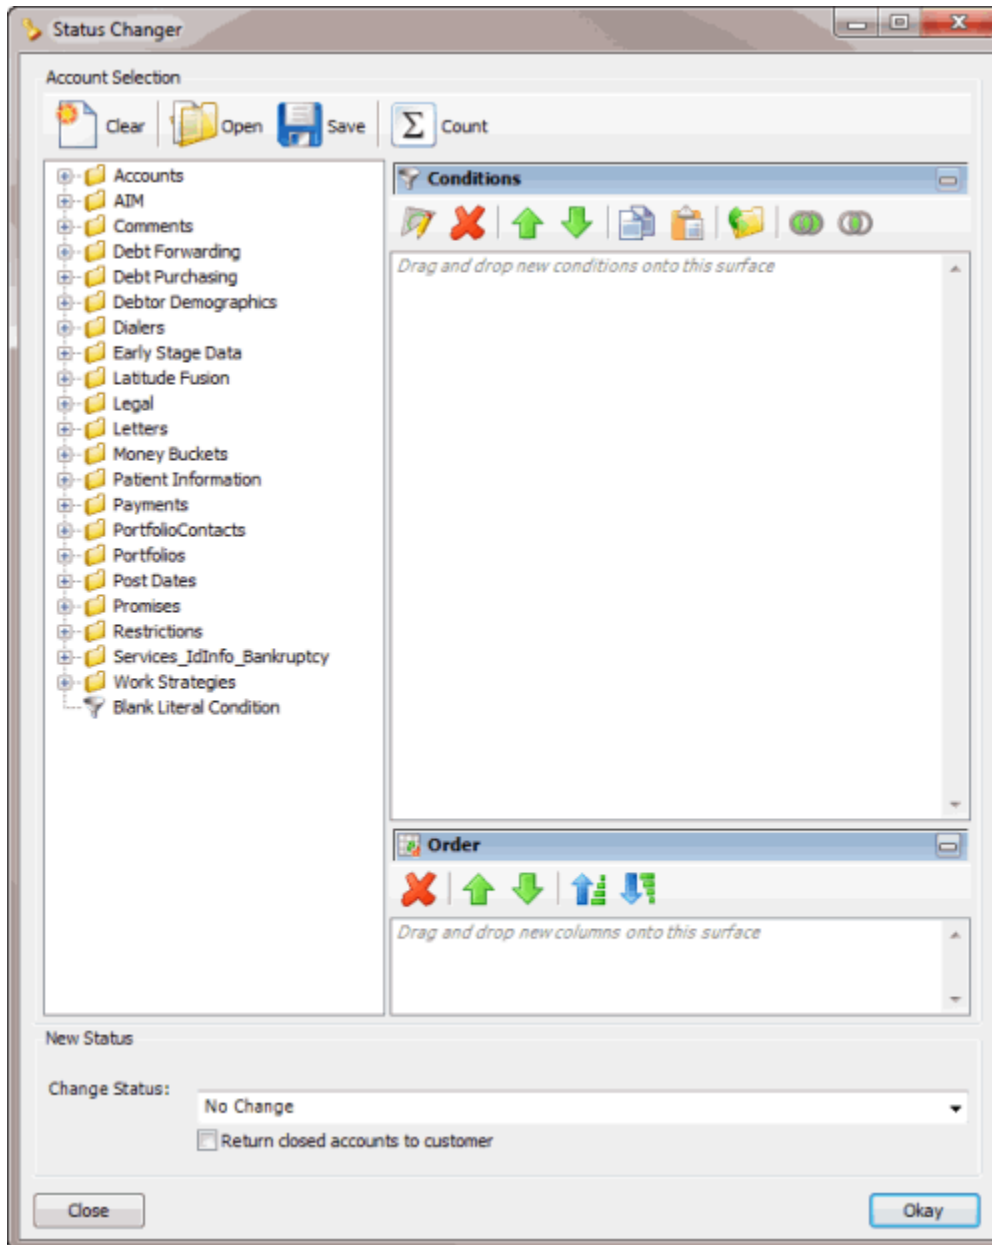 Status Changer
Account Selection
Clear Open Save Σ Count
Accounts
AIM
Comments
Debt Forwarding
Debt Purchasing
Debtor Demographics
Dialers
Early Stage Data
Latitude Fusion
Legal
Letters
Money Buckets
Patient Information
Payments
PortfolioContacts
Portfolios
Post Dates
Promises
Restrictions
Services_IdInfo_Bankruptcy
Work Strategies
Blank Literal Condition
Conditions
Drag and drop new conditions onto this surface
Order
Drag and drop new columns onto this surface
New Status
Change Status:
No Change
Return closed accounts to customer
Close Okay